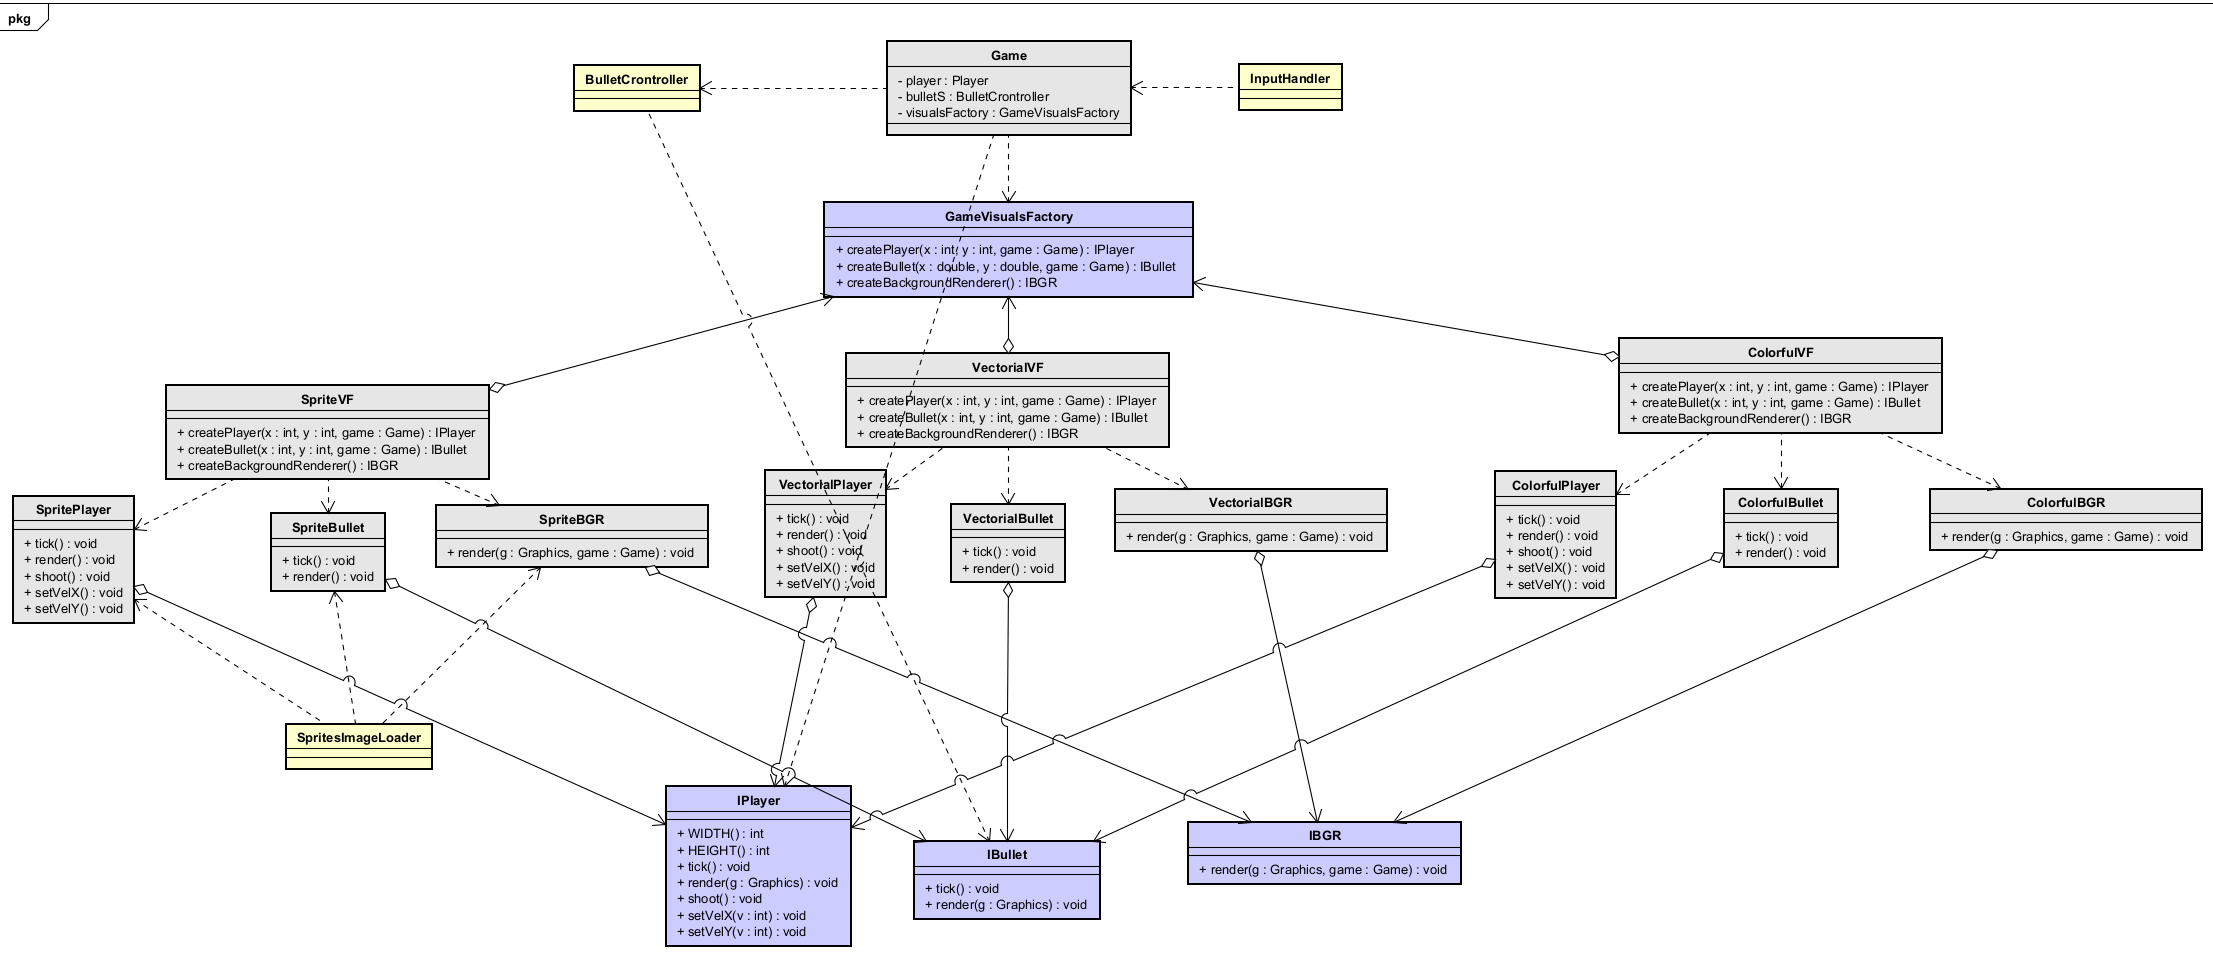 pkg
Game
- player : Player
- bulletS : BulletCrontroller
- visualsFactory : GameVisualsFactory
BulletCrontroller
InputHandler
GameVisualsFactory
+ createPlayer(x : int, y : int, game : Game) : IPlayer
+ createBullet(x : double, y : double, game : Game) : IBullet
+ createBackgroundRenderer() : IBGR
SpriteVF
+ createPlayer(x : int, y : int, game : Game) : IPlayer
+ createBullet(x : int, y : int, game : Game) : IBullet
+ createBackgroundRenderer() : IBGR
VectorialVF
+ createPlayer(x : int, y : int, game : Game) : IPlayer
+ createBullet(x : int, y : int, game : Game) : IBullet
+ createBackgroundRenderer() : IBGR
ColorfulVF
+ createPlayer(x : int, y : int, game : Game) : IPlayer
+ createBullet(x : int, y : int, game : Game) : IBullet
+ createBackgroundRenderer() : IBGR
SpritePlayer
+ tick() : void
+ render() : void
+ shoot() : void
+ setVelX() : void
+ setVelY() : void
SpriteBullet
+ tick() : void
+ render() : void
SpriteBGR
+ render(g : Graphics, game : Game) : void
VectorialPlayer
+ tick() : void
+ render() : void
+ shoot() : void
+ setVelX() : void
+ setVelY() : void
VectorialBullet
+ tick() : void
+ render() : void
VectorialBGR
+ render(g : Graphics, game : Game) : void
ColorfulPlayer
+ tick() : void
+ render() : void
+ shoot() : void
+ setVelX() : void
+ setVelY() : void
ColorfulBullet
+ tick() : void
+ render() : void
ColorfulBGR
+ render(g : Graphics, game : Game) : void
SpritesImageLoader
IPlayer
+ WIDTH() : int
+ HEIGHT() : int
+ tick() : void
+ render(g : Graphics) : void
+ shoot() : void
+ setVelX(v : int) : void
+ setVelY(v : int) : void
IBullet
+ tick() : void
+ render(g : Graphics) : void
IBGR
+ render(g : Graphics, game : Game) : void